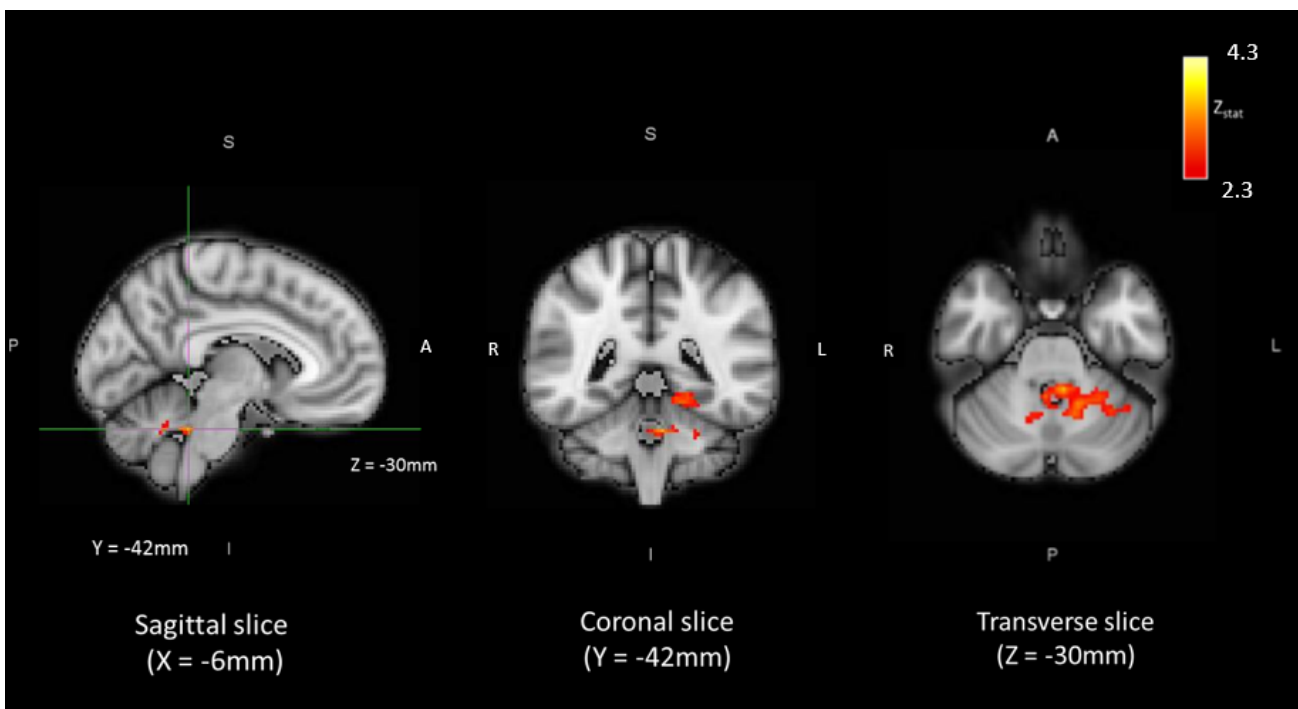 4.3
Zstat
2.3
S
S
A
P
A
R
L
R
L
Z = -30mm
Y = -42mm
I
I
P
Sagittal slice
(X = -6mm)
Coronal slice
(Y = -42mm)
Transverse slice
(Z = -30mm)